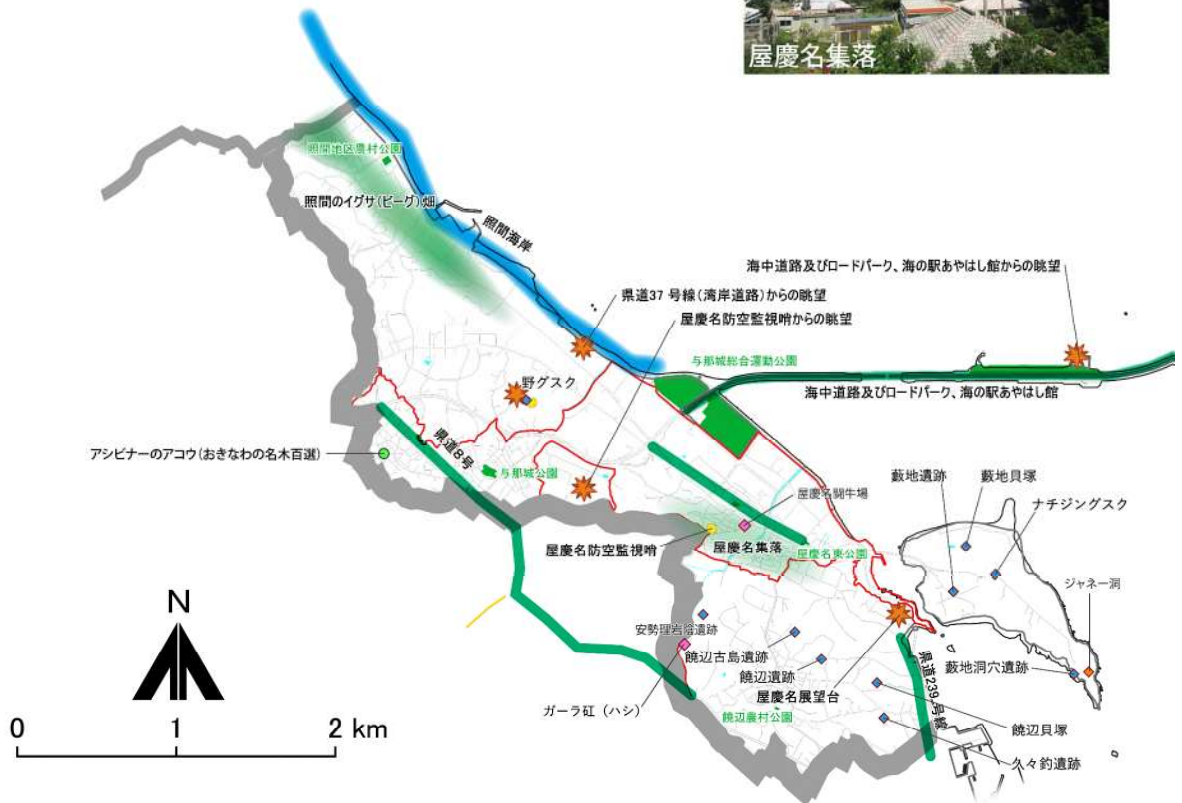 屋慶名集落
照間地区農村公園
照間のイグサ(ビーグ)畑
照間海岸
海中道路及びロードパーク、海の駅あやはし館からの眺望
県道37 号線(湾岸道路)からの眺望
屋慶名防空監視哨からの眺望
与那城総合運動公園
野グスク
海中道路及びロードパーク、海の駅あやはし館
県道8号
アシビナーのアコウ(おきなわの名木百選)
与那城公園
藪地遺跡
藪地貝塚
ナチジングスク
屋慶名闘牛場
屋慶名防空監視哨
屋慶名集落
屋慶名東公園
ジャネー洞
安勢理岩陰遺跡
饒辺古島遺跡
饒辺遺跡
藪地洞穴遺跡
屋慶名展望台
県道239号線
ガーラ矼(ハシ)
饒辺農村公園
饒辺貝塚
久々釣遺跡
N
0 1 2 km